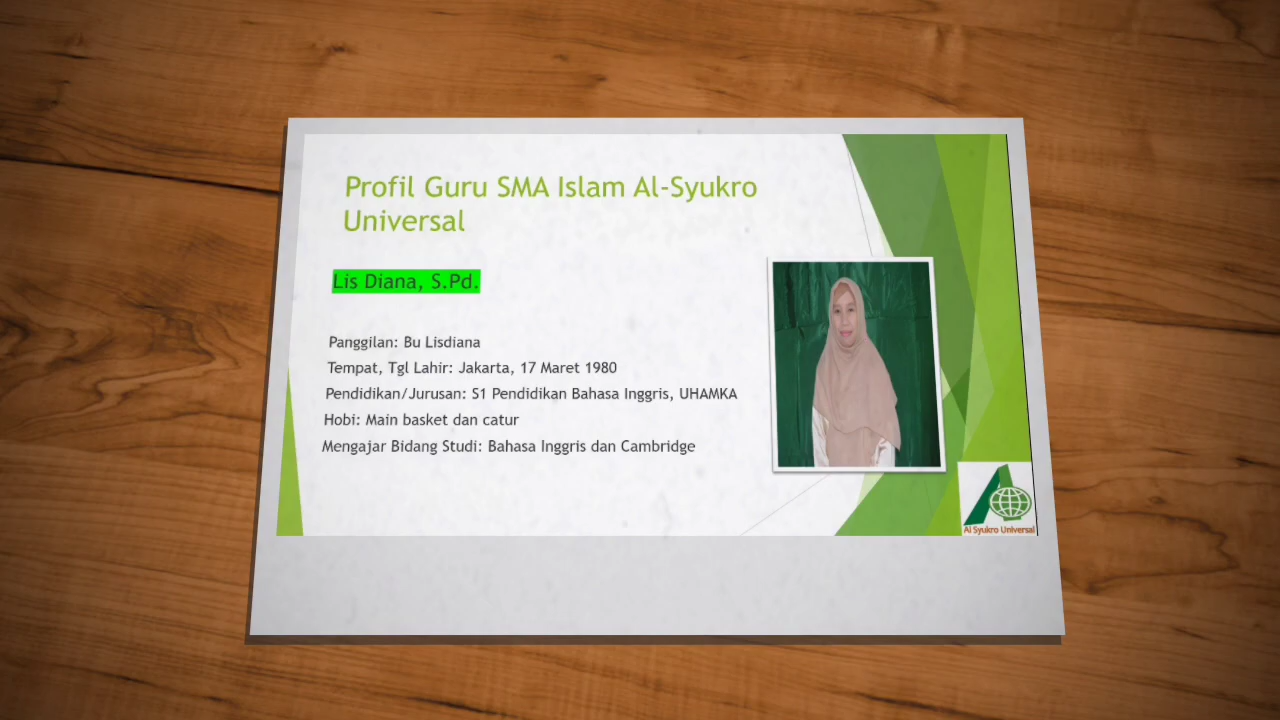 Profil Guru SMA Islam Al-Syukro
Universal
Lis Diana, S.Pd.
Panggilan: Bu Lisdiana
Tempat, Tgl Lahir: Jakarta, 17 Maret 1980
Pendidikan/Jurusan: S1 Pendidikan Bahasa Inggris, UHAMKA
Hobi: Main basket dan catur
Mengajar Bidang Studi: Bahasa Inggris dan Cambridge
Al Syukro Universal